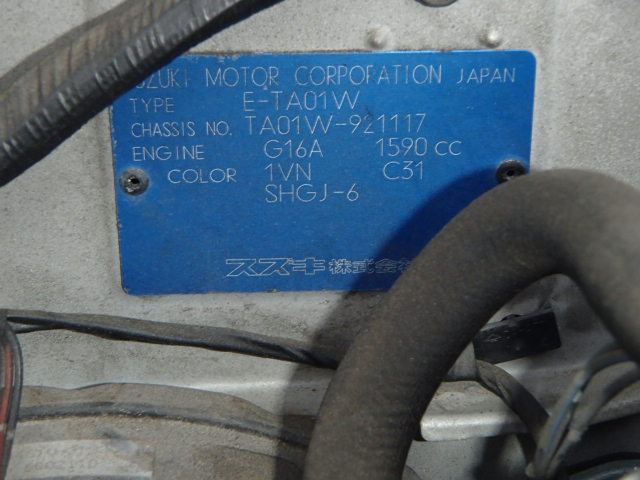 UZUKI MOTOR CORPORATION JAPAN
TYPE E-TA01W
CHASSIS NO. TA01W-921117
ENGINE G16A 1590 cc
COLOR 1VN C31
SHGJ-6
スズキ株式会